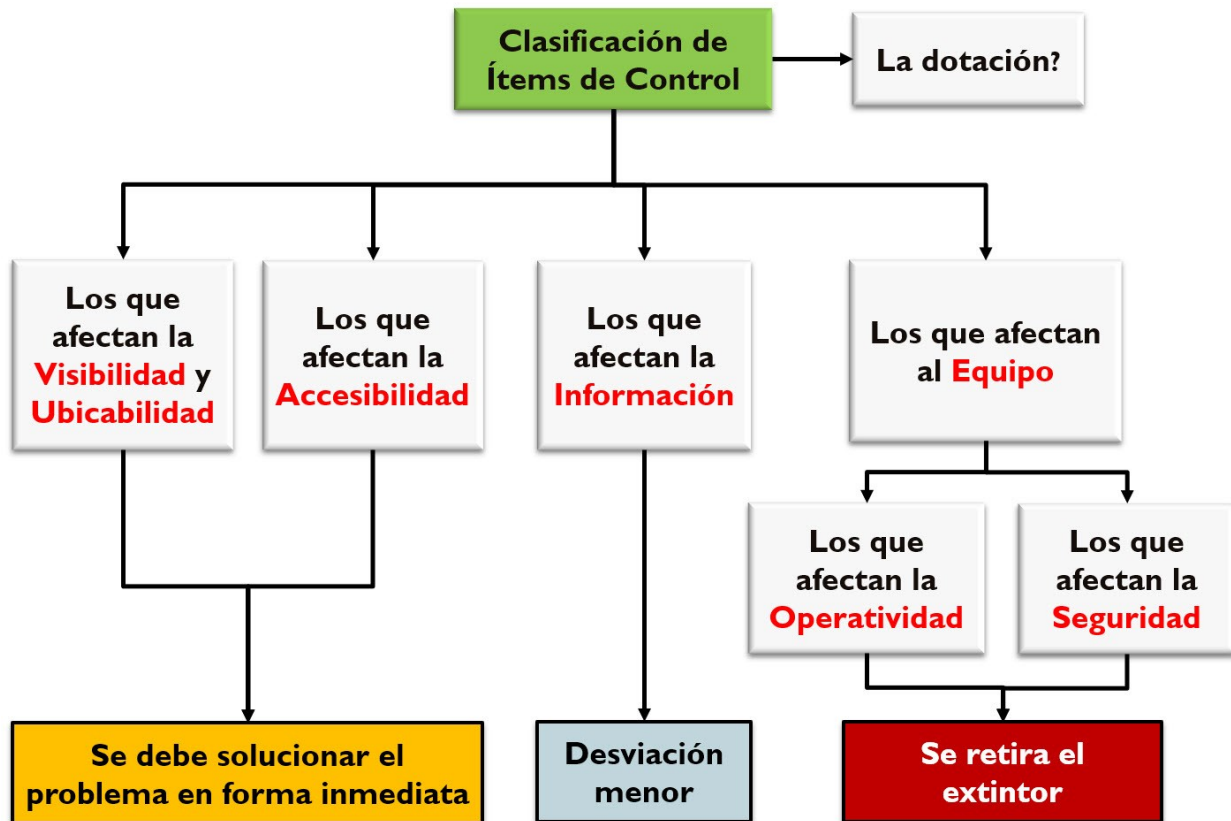 Clasificación de
Ítems de Control
La dotación?
Los que
afectan la
Visibilidad y
Ubicabilidad
Los que
afectan la
Accesibilidad
Los que
afectan la
Información
Los que afectan
al Equipo
Los que
afectan la
Operatividad
Los que
afectan la
Seguridad
Se debe solucionar el
problema en forma inmediata
Desviación
menor
Se retira el
extintor